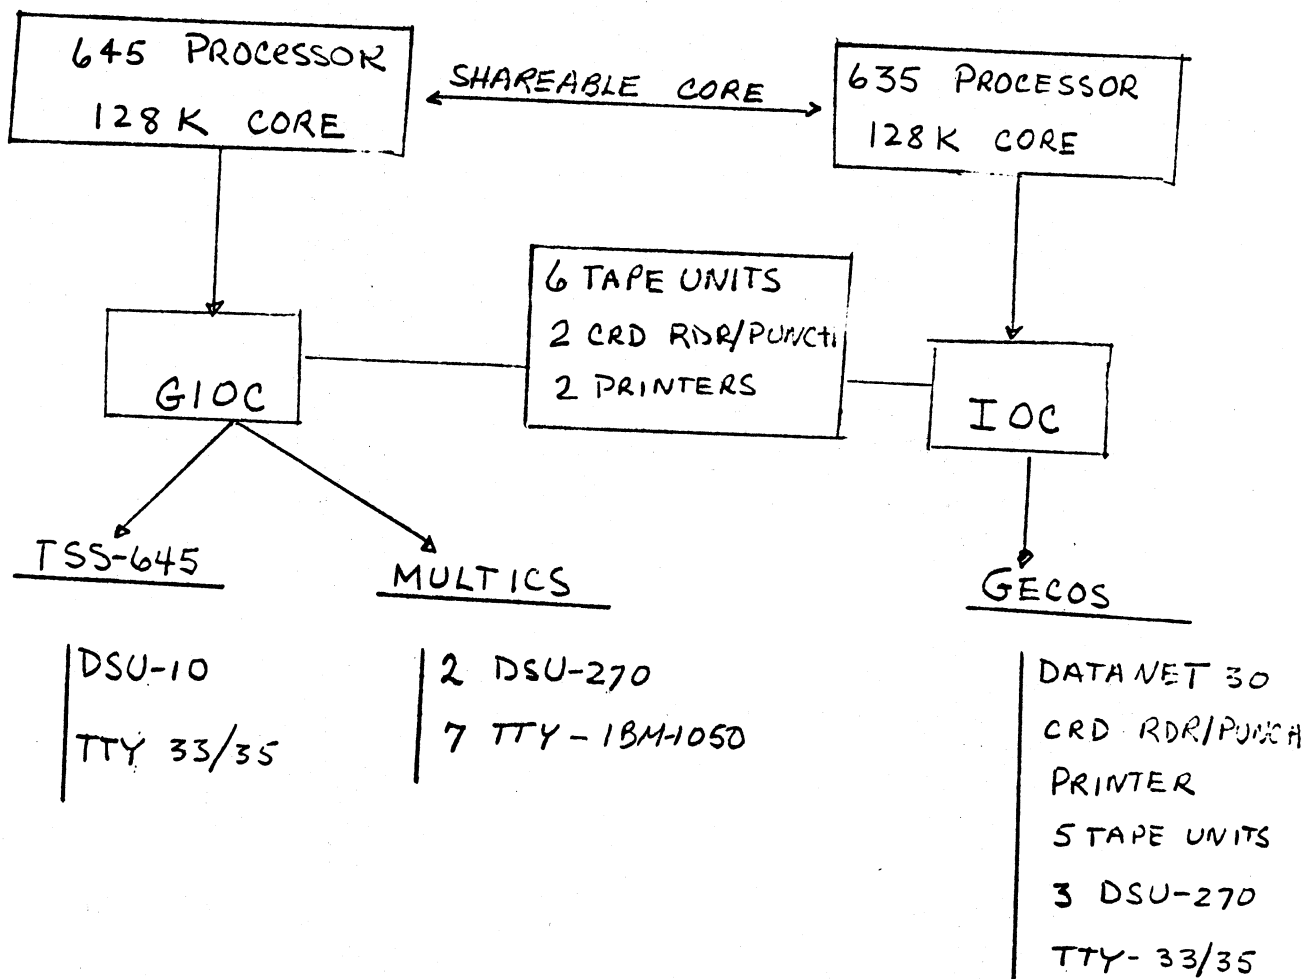 645 PROCESSOR
128K CORE
SHAREABLE CORE
635 PROCESSOR
128K CORE
6 TAPE UNITS
2 CRD RDR/PUNCH
2 PRINTERS
GIOC
IOC
TSS-645
DSU-10
TTY 33/35
MULTICS
2 DSU-270
7 TTY-IBM-1050
GECOS
DATANET 30
CRD RDR/PUNCH
PRINTER
5 TAPE UNITS
3 DSU-270
TTY-33/35